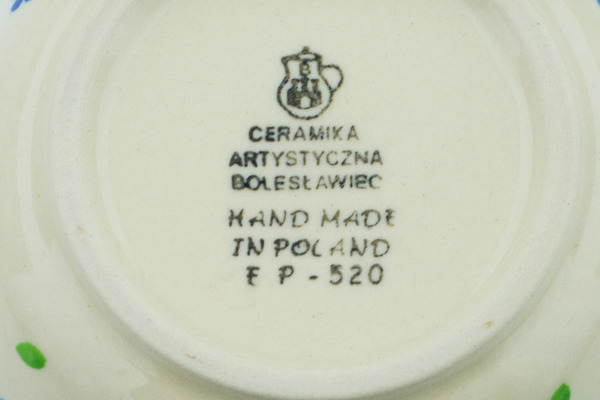 CERAMIKA
ARTYSTYCZNA
BOLESŁAWIEC
HAND MADE
IN POLAND
F P - 520